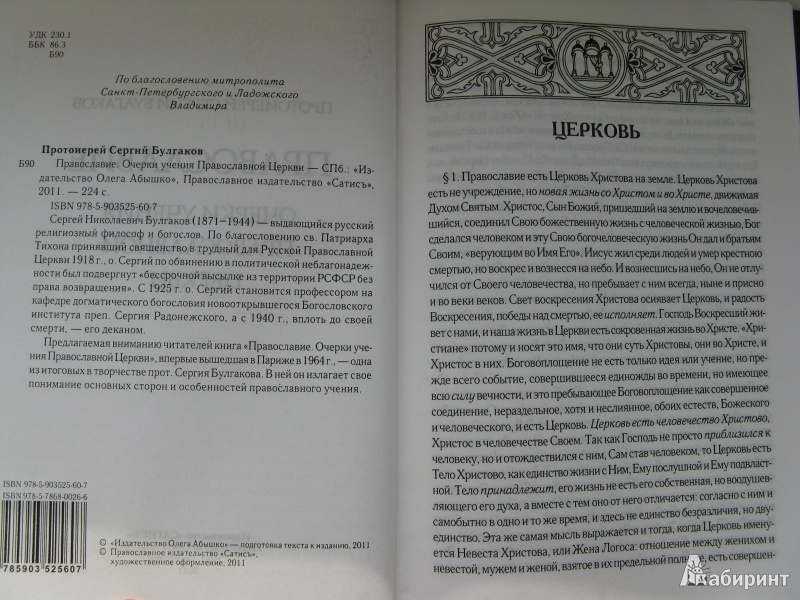 УДК 230.1
ББК 86.3
Б90
По благословению митрополита
Санкт-Петербургского и Ладожского
Владимира
Протоиерей Сергий Булгаков
Б90 Православие. Очерки учения Православной Церкви — СПб.: «Изда-
тельство Олега Абышко», Православное издательство «Сатисъ»,
2011. — 224 с.
ISBN 978-5-903525-60-7
Сергей Николаевич Булгаков (1871–1944) — выдающийся русский
религиозный философ и богослов. По благословению св. Патриарха
Тихона принявший священство в трудный для Русской Православной
Церкви 1918 г., о. Сергий по обвинению в политической неблагонадеж-
ности был подвергнут «бессрочной высылке из территории РСФСР без
права возвращения». С 1925 г. о. Сергий становится профессором на
кафедре догматического богословия новооткрывшегося Богословского
института преп. Сергия Радонежского, а с 1940 г., вплоть до своей
смерти, — его деканом.
Предлагаемая вниманию читателей книга «Православие. Очерки уче-
ния Православной Церкви», впервые вышедшая в Париже в 1964 г., — одна
из итоговых в творчестве прот. Сергия Булгакова. В ней он излагает свое
понимание основных сторон и особенностей православного учения.
ISBN 978-5-903525-60-7
ISBN 978-5-7868-0026-6
785903 525607
© «Издательство Олега Абышко» — подготовка текста к изданию, 2011
© Православное издательство «Сатисъ»,
художественное оформление, 2011
ЦЕРКОВЬ
§ 1. Православие есть Церковь Христова на земле. Церковь Христова
есть не учреждение, но новая жизнь со Христом и во Христе, движимая
Духом Святым. Христос, Сын Божий, пришедший на землю и вочеловечив-
шийся, соединил Свою божественную жизнь с человеческой жизнью, Бог
сделался человеком и эту Свою богочеловеческую жизнь Он дал и братьям
Своим, «верующим во Имя Его». Иисус жил среди людей и умер крестною
смертью, но воскрес и вознесся на небо. И вознесшись на небо, Он не отлу-
чился от Своего человечества, но пребывает с ним всегда, ныне и присно
и во веки веков. Свет воскресения Христова осиявает Церковь, и радость
Воскресения, победы над смертью, ее исполняет. Господь Воскресший жи-
вет с нами, и наша жизнь в Церкви есть сокровенная жизнь во Христе. «Хри-
стиане» потому и носят это имя, что они суть Христовы, они во Христе, и
Христос в них. Боговоплощение не есть только идея или учение, но прежде
всего событие, совершившееся единожды во времени, но имеющее
всю силу вечности, и это пребывающее Боговоплощение как совершенное
соединение, нераздельное, хотя и неслиянное, обоих естеств, Божеского
и человеческого, и есть Церковь. Церковь есть человечество Христово,
Христос в человечестве Своем. Так как Господь не просто приблизился к
человеку, но и отождествился с ним, Сам став человеком, то Церковь есть
Тело Христово, как единство жизни с Ним, Ему послушной и Ему подвласт-
ной. Тело принадлежит, его жизнь не есть его собственная, но воодушев-
ляющего его духа, а вместе с тем оно от него отличается: согласно с ним и
самобытно в одно и то же время, и здесь не единство безразличия, но дву-
единство. Эта же самая мысль выражается и тогда, когда Церковь имену-
ется Невеста Христова, или Жена Логоса: отношение между женихом и
невестой, мужем и женой, взятое в их предельной полноте, есть совершен-
Лабиринт